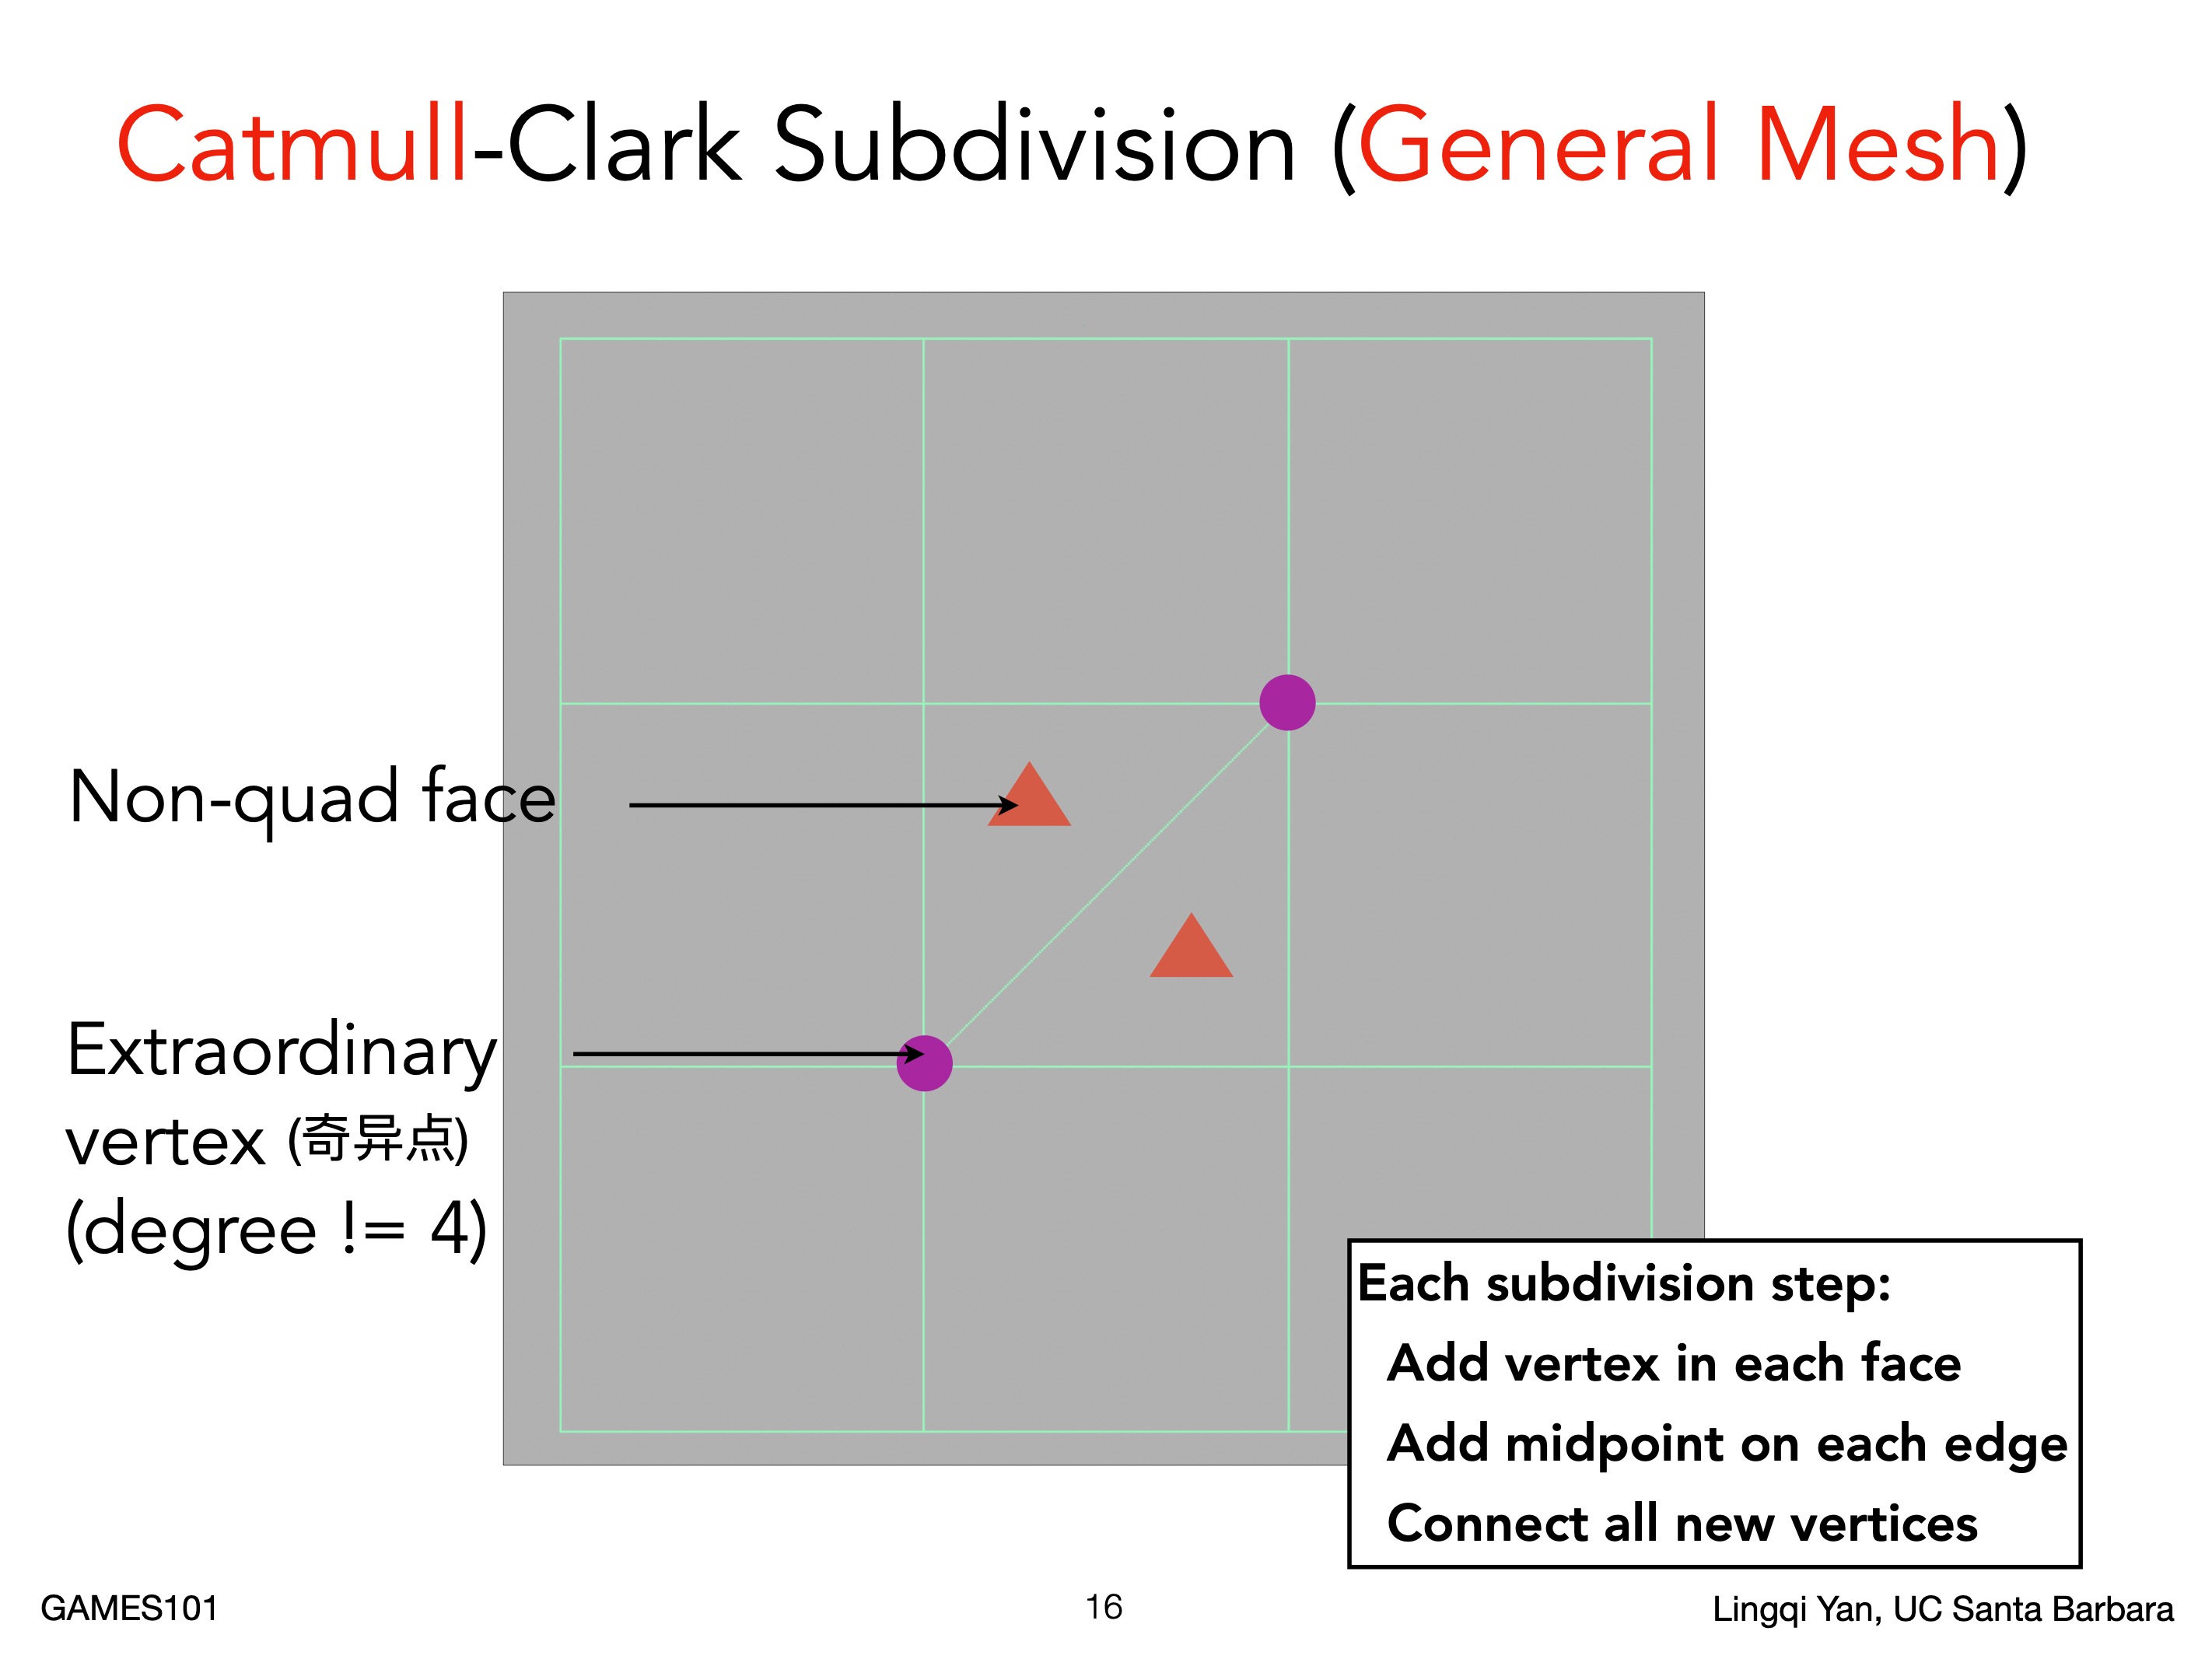 Catmull-Clark Subdivision (General Mesh)
Non-quad face
Extraordinary
vertex (奇异点)
(degree != 4)
Each subdivision step:
Add vertex in each face
Add midpoint on each edge
Connect all new vertices
GAMES101
16
Lingqi Yan, UC Santa Barbara